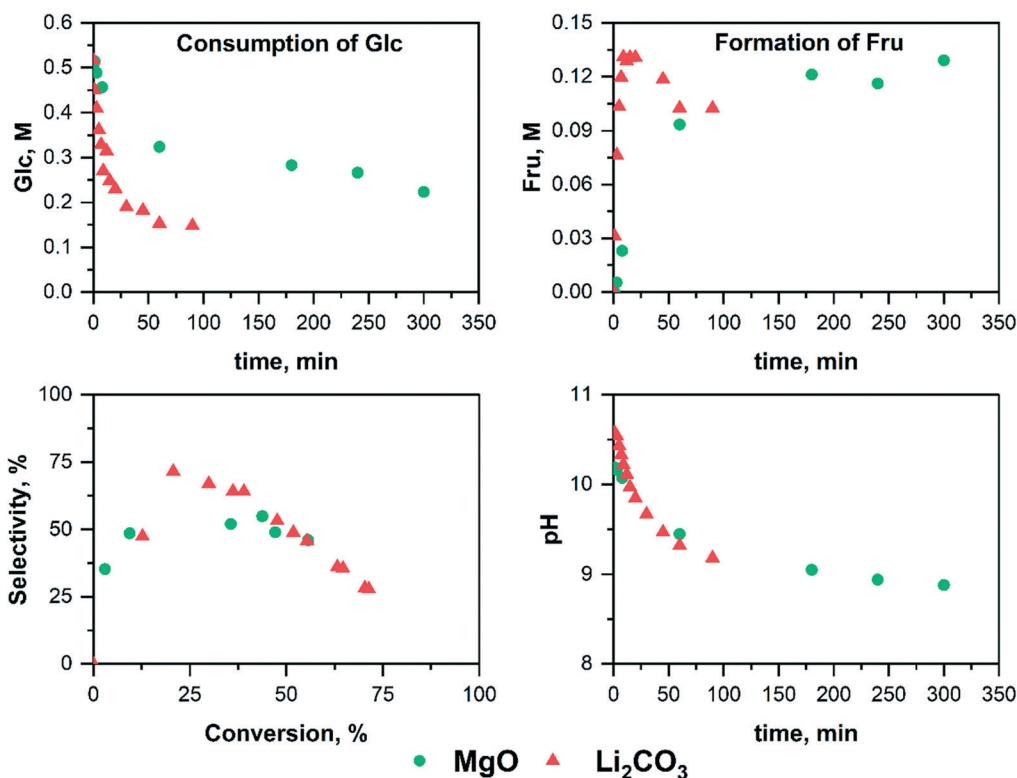 Consumption of Glc
Glc, M
0.6
0.5
0.4
0.3
0.2
0.1
0.0
0 50 100 150 200 250 300 350
time, min
Formation of Fru
Fru, M
0.15
0.12
0.09
0.06
0.03
0.00
0 50 100 150 200 250 300 350
time, min
Selectivity, %
100
75
50
25
0
0 25 50 75 100
Conversion, %
pH
11
10
9
8
0 50 100 150 200 250 300 350
time, min
MgO Li₂CO₃